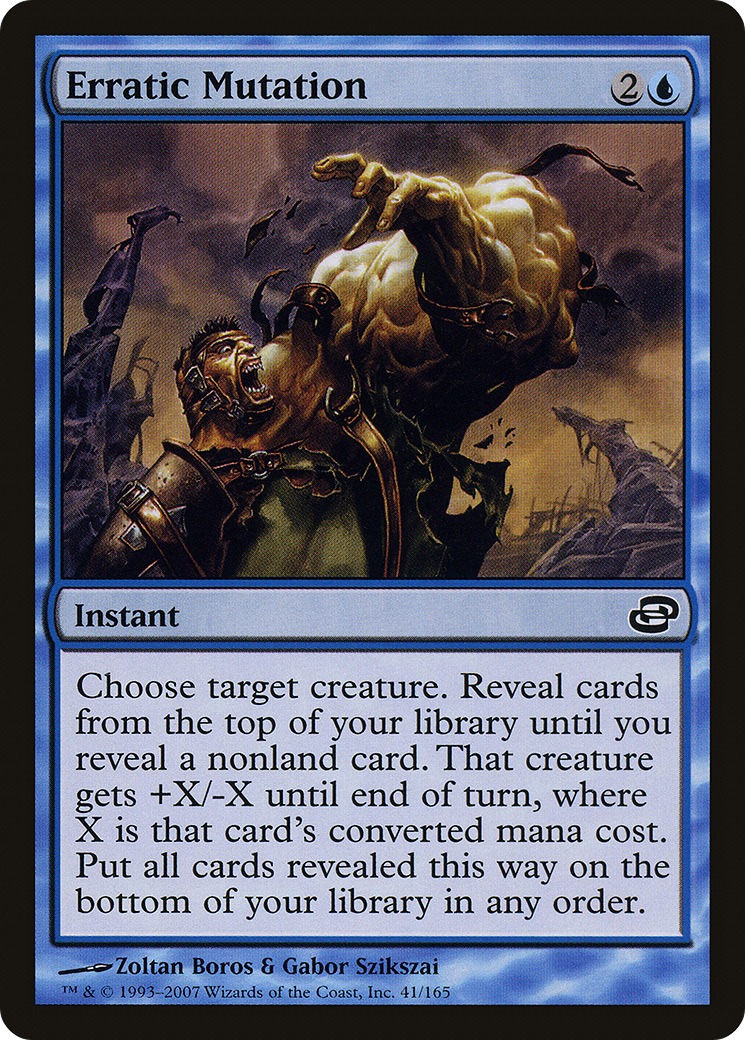 Erratic Mutation 2
Instant
Choose target creature. Reveal cards
from the top of your library until you
reveal a nonland card. That creature
gets +X/-X until end of turn, where
X is that card's converted mana cost.
Put all cards revealed this way on the
bottom of your library in any order.
Zoltan Boros & Gabor Szikszai
™ & © 1993–2007 Wizards of the Coast, Inc. 41/165